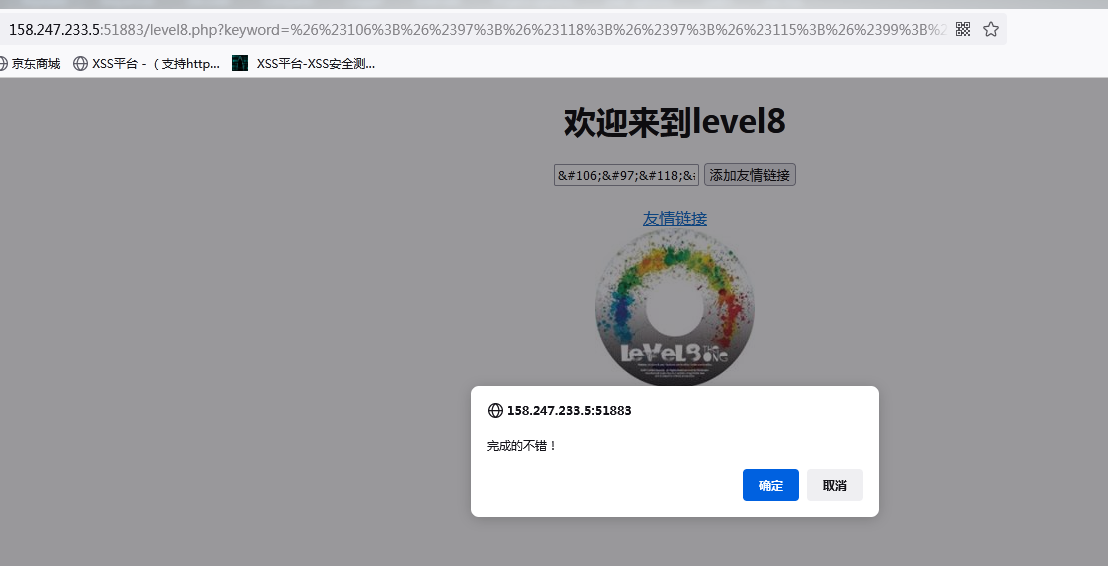 158.247.233.5:51883/level8.php?keyword=%26%23106%3B%26%2397%3B%26%23118%3B%26%2397%3B%26%23115%3B%26%2399%3B%2
京东商城 XSS平台 - （支持http... XSS平台-XSS安全测...
欢迎来到level8
&#106;&#97;&#118;&# 添加友情链接
友情链接
LeVeL8 THE ONE
158.247.233.5:51883
完成的不错！
确定 取消